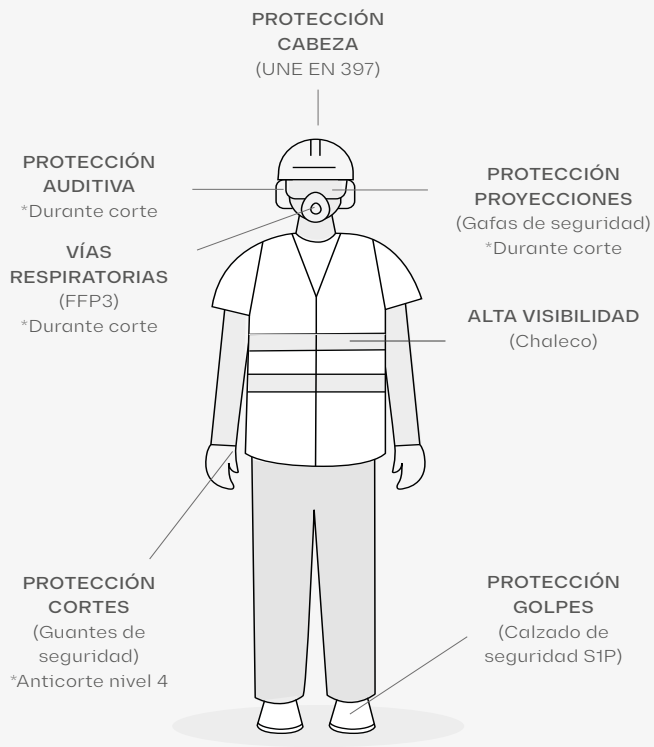 PROTECCIÓN
CABEZA
(UNE EN 397)
PROTECCIÓN
AUDITIVA
*Durante corte
VÍAS
RESPIRATORIAS
(FFP3)
*Durante corte
PROTECCIÓN
PROYECCIONES
(Gafas de seguridad)
*Durante corte
ALTA VISIBILIDAD
(Chaleco)
PROTECCIÓN
CORTES
(Guantes de
seguridad)
*Anticorte nivel 4
PROTECCIÓN
GOLPES
(Calzado de
seguridad S1P)